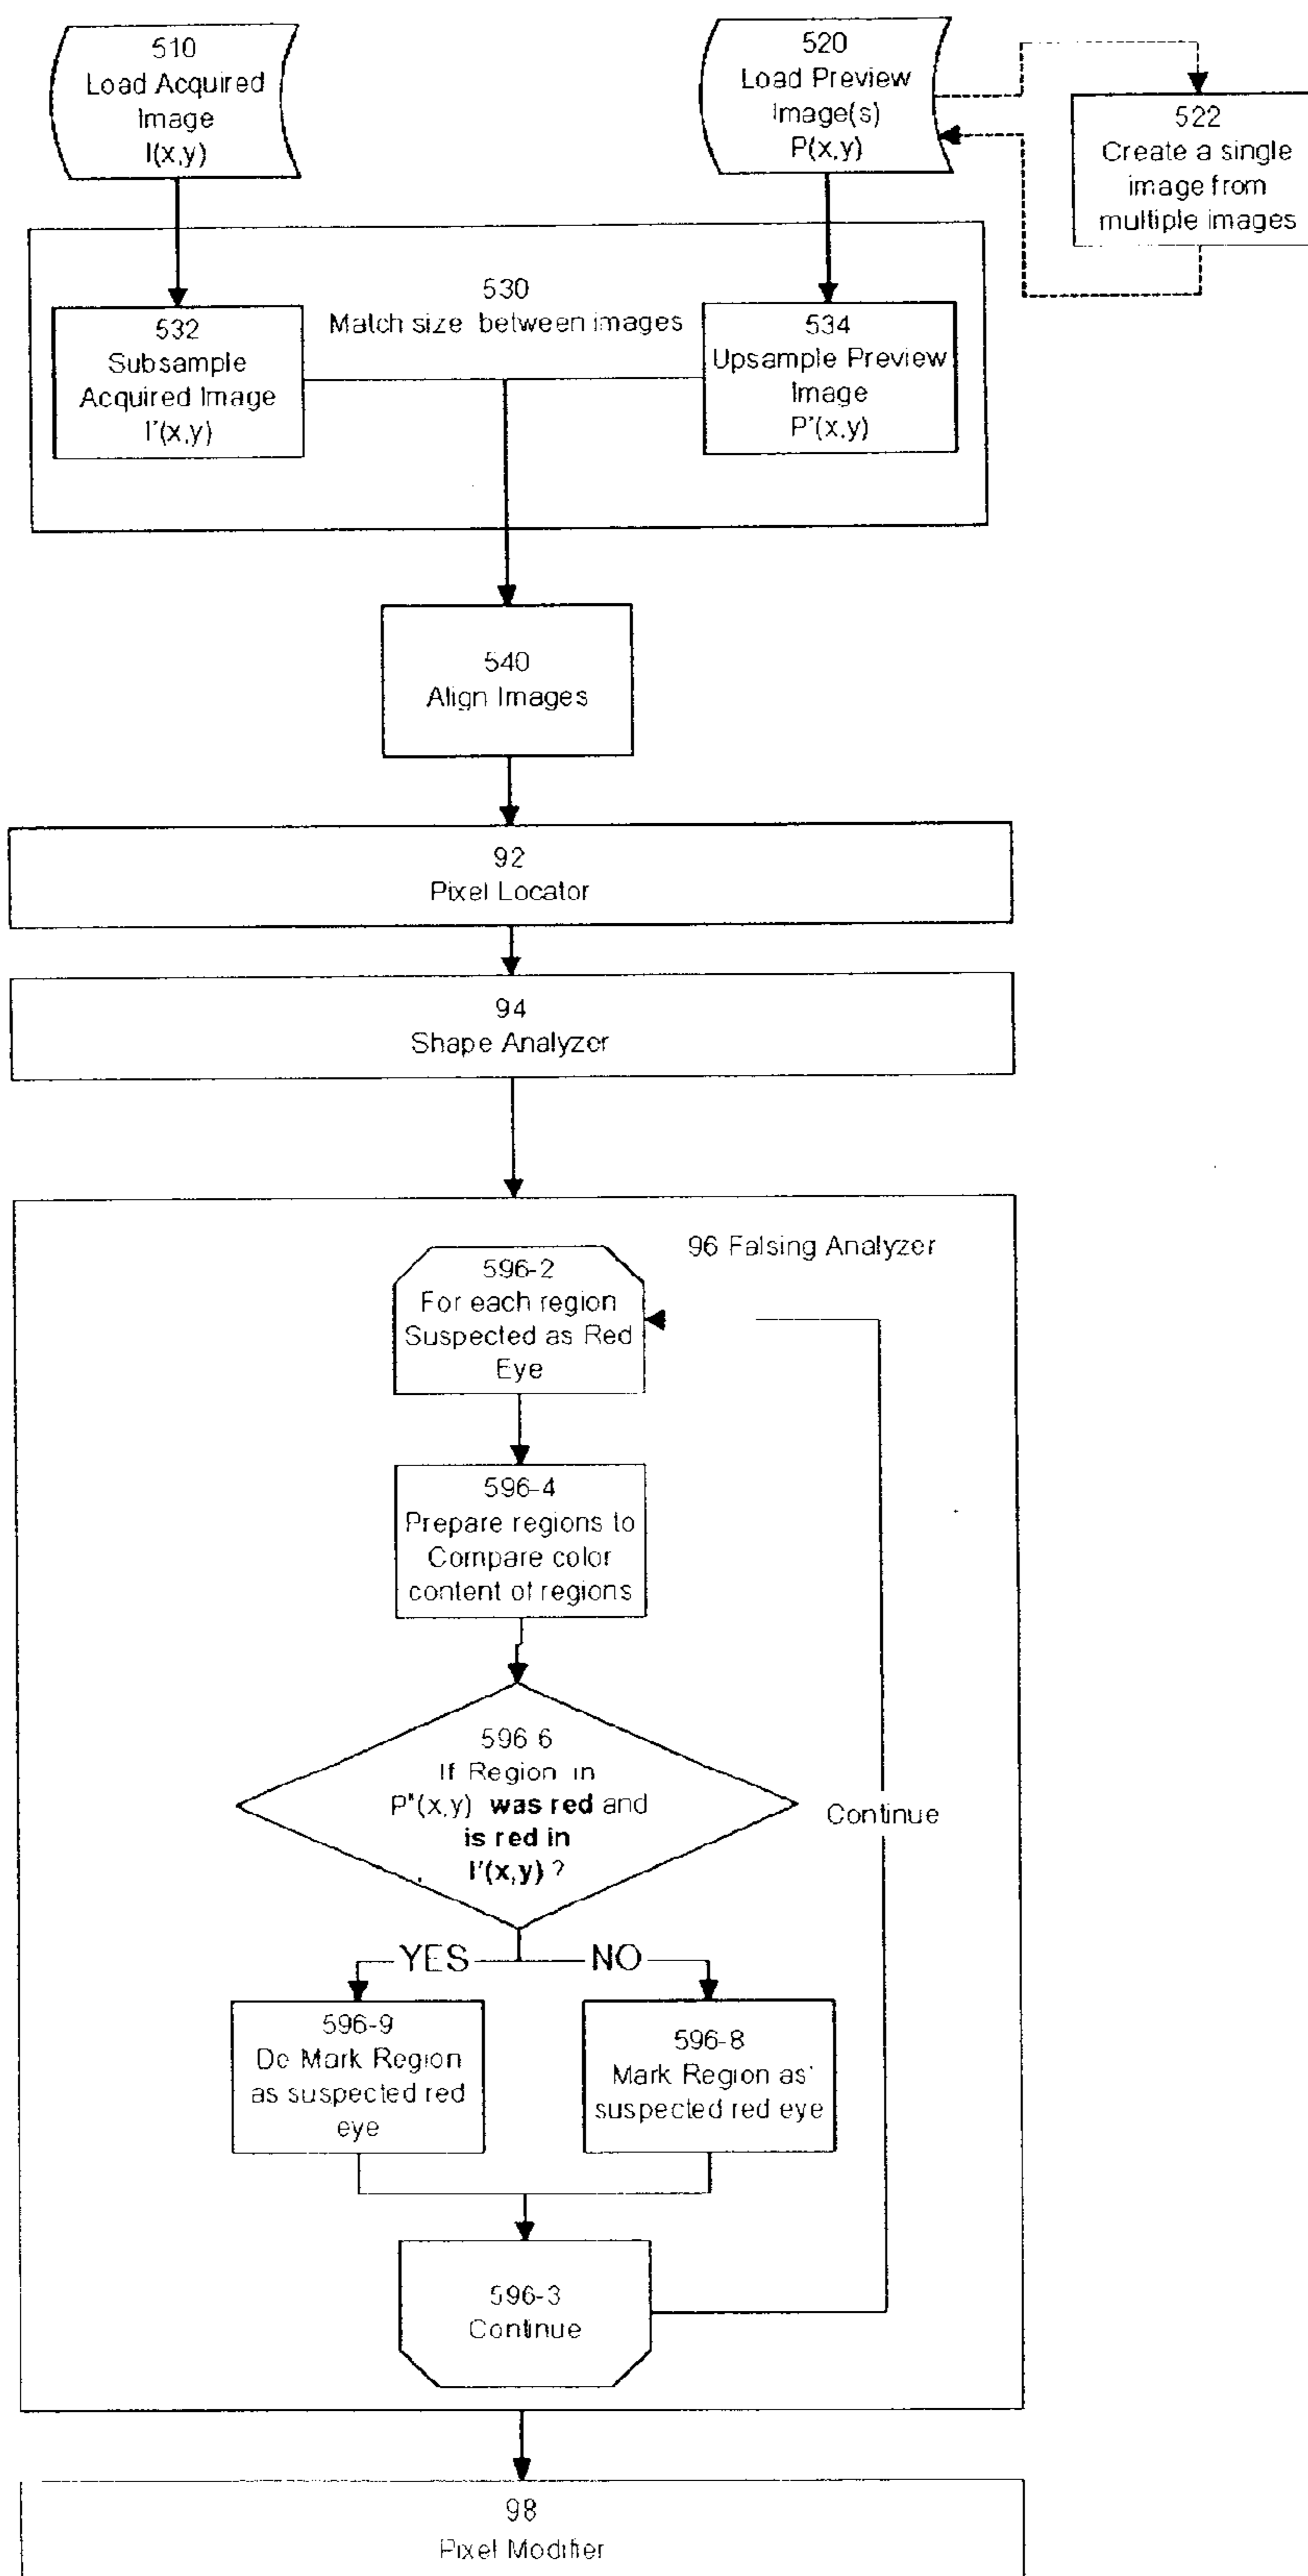 510
Load Acquired
Image
I(x,y)
520
Load Preview
Image(s)
P(x,y)
522
Create a single
image from
multiple images
530
Match size between images
532
Subsample
Acquired Image
I'(x,y)
534
Upsample Preview
Image
P'(x,y)
540
Align Images
92
Pixel Locator
94
Shape Analyzer
96 Falsing Analyzer
596-2
For each region
Suspected as Red
Eye
596-4
Prepare regions to
Compare color
content of regions
596 6
If Region in
P"(x,y) was red and
is red in
I'(x,y) ?
Continue
YES
NO
596-9
De Mark Region
as suspected red
eye
596-8
Mark Region as'
suspected red eye
596-3
Continue
98
Pixel Modifier